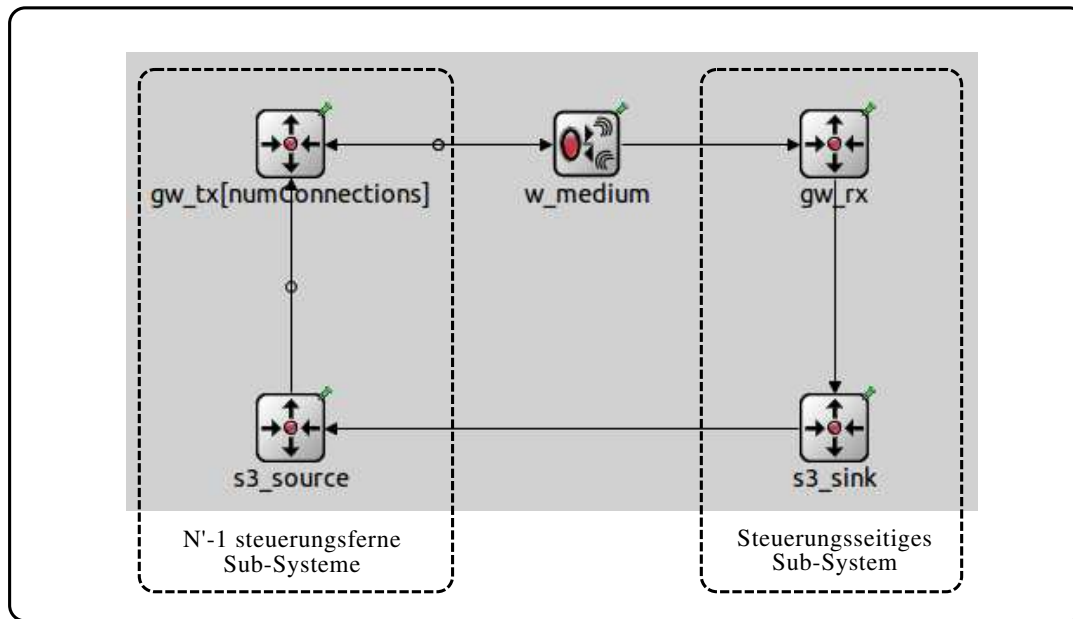 gw_tx[numConnections]
w_medium
gw_rx
s3_source
s3_sink
N'-1 steuerungsferne
Sub-Systeme
Steuerungsseitiges
Sub-System